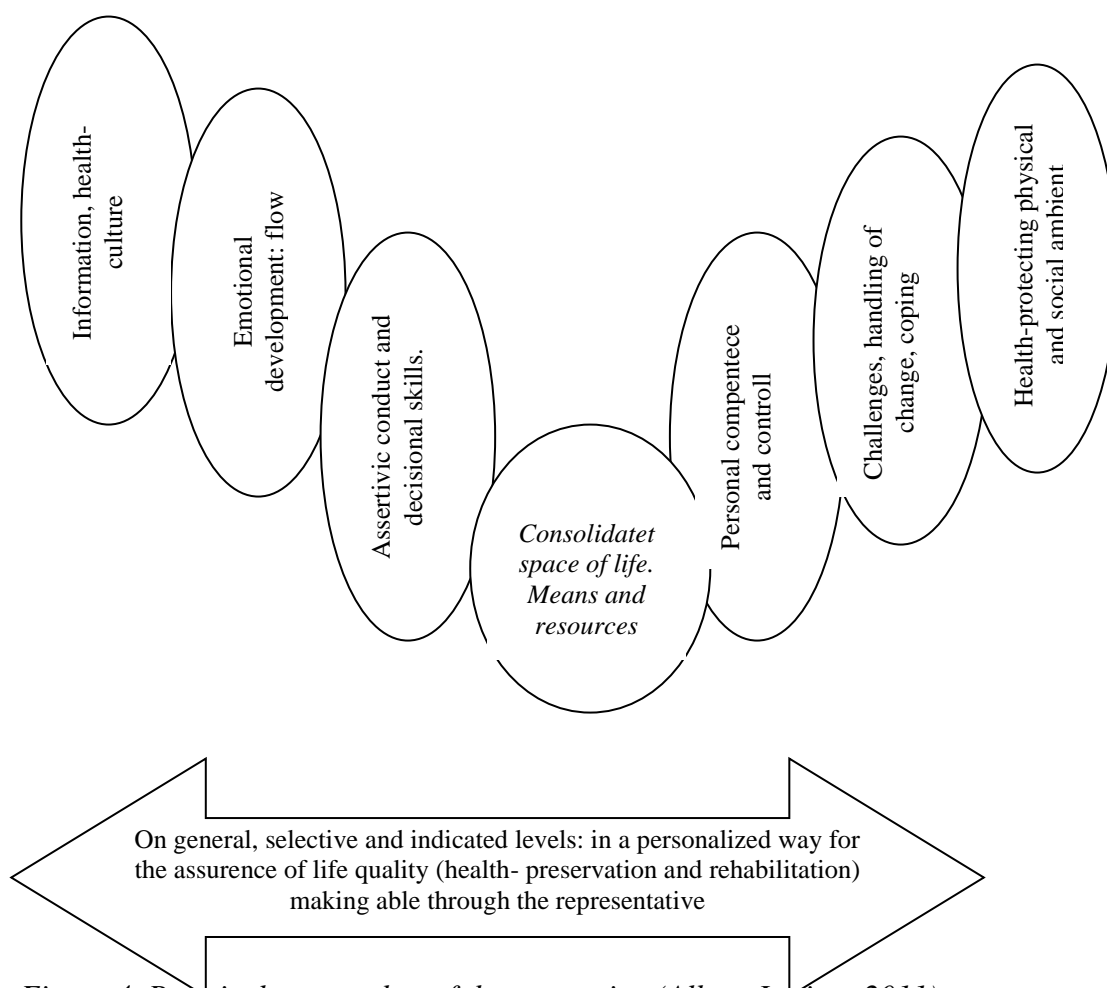 Information, health-
culture
Emotional
development: flow
Assertivic conduct and
decisional skills.
Consolidatet
space of life.
Means and
resources
Personal compentece
and controll
Challenges, handling of
change, coping
Health-protecting physical
and social ambient
On general, selective and indicated levels: in a personalized way for
the assurence of life quality (health- preservation and rehabilitation)
making able through the representative
2011)